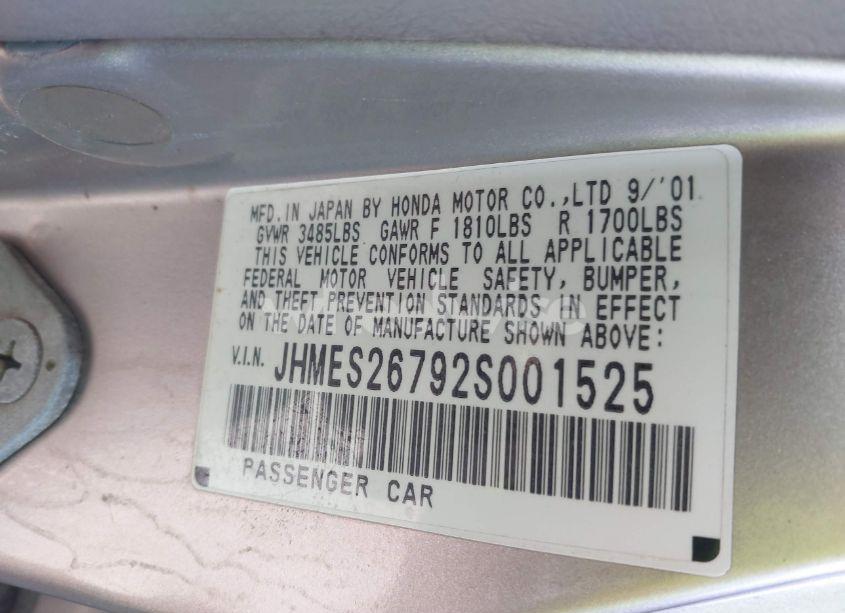 MFD. IN JAPAN BY HONDA MOTOR CO.,LTD 9/'01
GVWR 3485LBS GAWR F 1810LBS R 1700LBS
THIS VEHICLE CONFORMS TO ALL APPLICABLE
FEDERAL MOTOR VEHICLE SAFETY, BUMPER,
AND THEFT PREVENTION STANDARDS IN EFFECT
ON THE DATE OF MANUFACTURE SHOWN ABOVE:
V.I.N. JHMES26792S001525
PASSENGER CAR